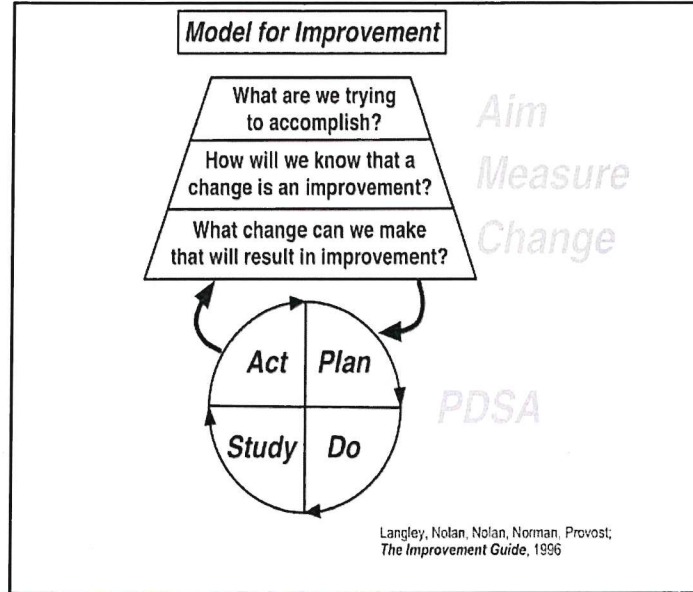 Model for Improvement
What are we trying
to accomplish?
Aim
How will we know that a
change is an improvement?
Measure
What change can we make
that will result in improvement?
Change
Act
Plan
Study
Do
PDSA
Langley, Nolan, Nolan, Norman, Provost;
The Improvement Guide, 1996